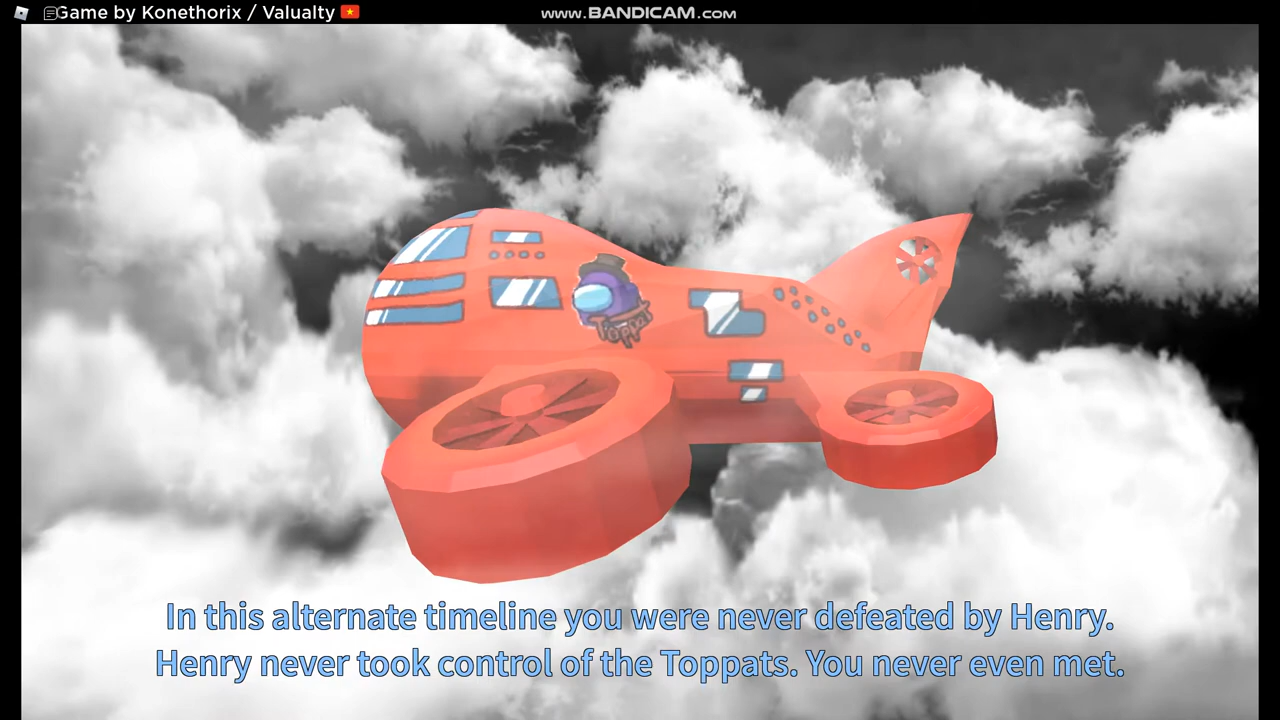 Game by Konethorix / Valualty
www.BANDICAM.com
Toppat
In this alternate timeline you were never defeated by Henry.
Henry never took control of the Toppats. You never even met.